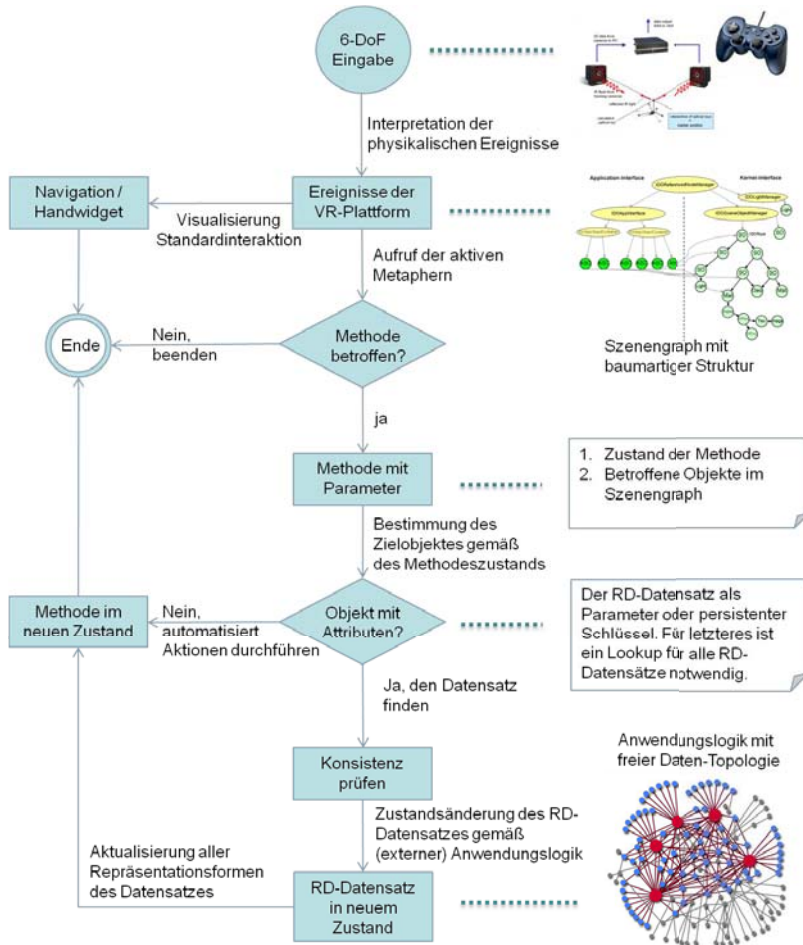 6-DoF
Eingabe
Interpretation der
physikalischen Ereignisse
Navigation /
Handwidget
Ereignisse der
VR-Plattform
Visualisierung
Standardinteraktion
Application interface
Kernel-interface
Aufruf der aktiven
Metaphern
Ende
Nein,
beenden
Methode
betroffen?
Szenengraph mit
baumartiger Struktur
ja
Methode mit
Parameter
1. Zustand der Methode
2. Betroffene Objekte im
Szenengraph
Bestimmung des
Zielobjektes gemäß
des Methodeszustands
Methode im
neuen Zustand
Nein,
automatisiert
Aktionen durchführen
Objekt mit
Attributen?
Der RD-Datensatz als
Parameter oder persistenter
Schlüssel. Für letzteres ist
ein Lookup für alle RD-
Datensätze notwendig.
Ja, den Datensatz
finden
Konsistenz
prüfen
Anwendungslogik mit
freier Daten-Topologie
Zustandsänderung des RD-
Datensatzes gemäß
(externer) Anwendungslogik
Aktualisierung aller
Repräsentationsformen
des Datensatzes
RD-Datensatz
in neuem
Zustand